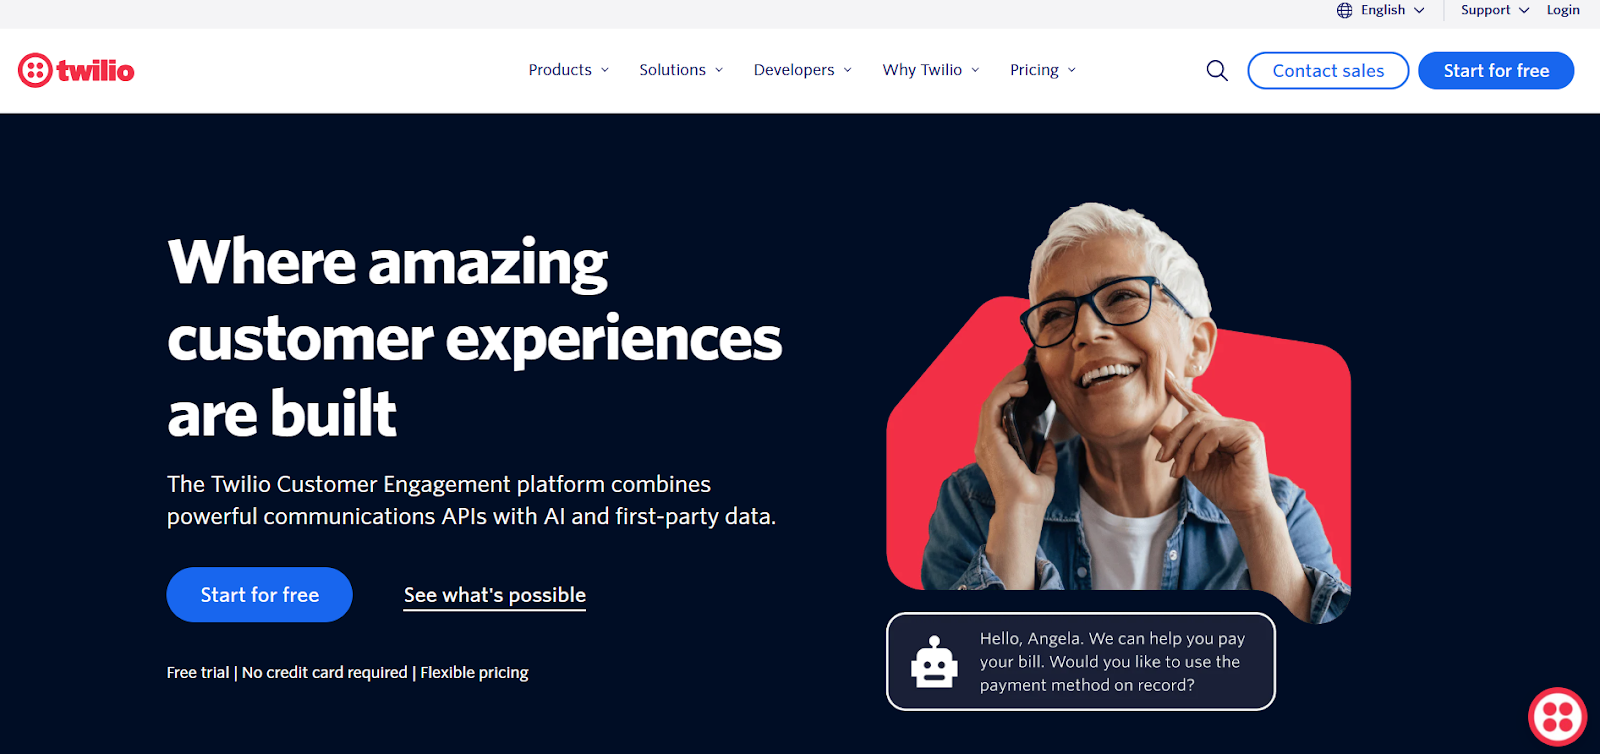 English
Support
Login
twilio
Products
Solutions
Developers
Why Twilio
Pricing
Contact sales
Start for free
Where amazing
customer experiences
are built
The Twilio Customer Engagement platform combines
powerful communications APIs with AI and first-party data.
Start for free
See what's possible
Free trial | No credit card required | Flexible pricing
Hello, Angela. We can help you pay
your bill. Would you like to use the
payment method on record?